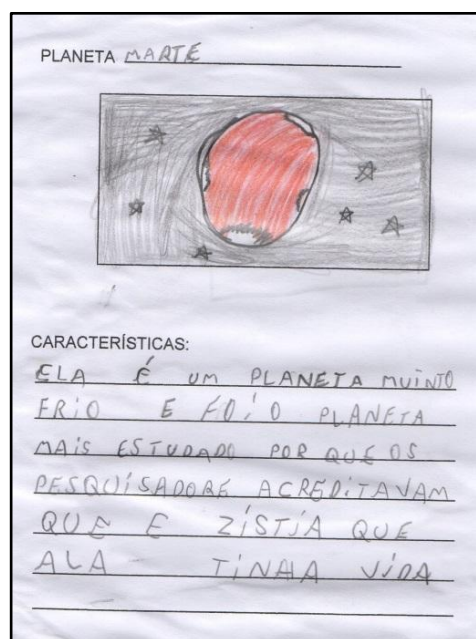 PLANETA MARTE
CARACTERÍSTICAS:
ELA É UM PLANETA MUINTO
FRIO E FOI O PLANETA
MAIS ESTUDADO POR QUE OS
PESQUISADORE ACREDITAVAM
QUE E ZISTIA QUE
ALA TINHA VIDA